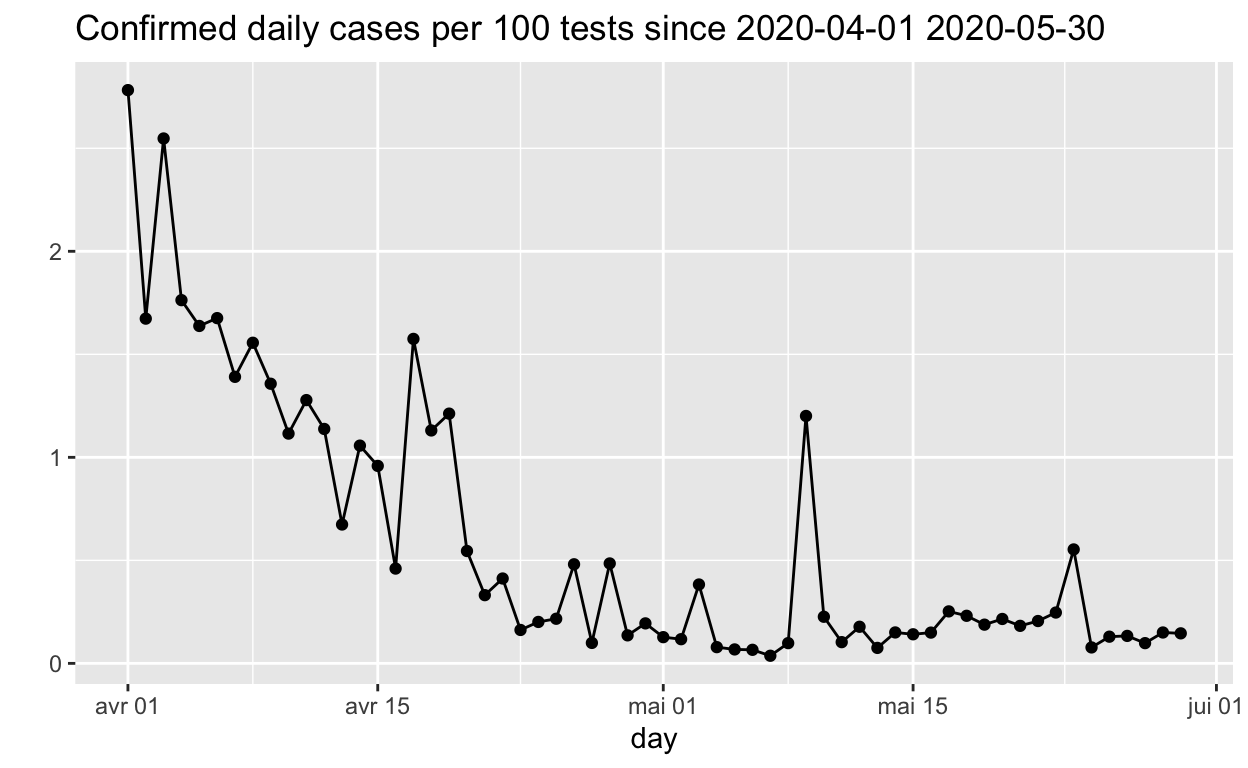 Confirmed daily cases per 100 tests since 2020-04-01 2020-05-30
2
1
0
avr 01
avr 15
mai 01
mai 15
jui 01
day